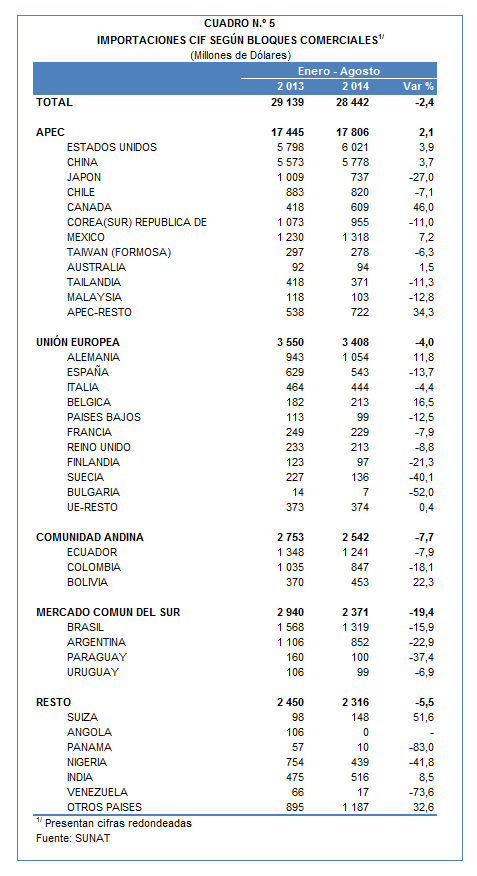 CUADRO N.º 5
IMPORTACIONES CIF SEGÚN BLOQUES COMERCIALES1/
(Millones de Dólares)
Enero - Agosto
2 013 2 014 Var %
TOTAL 29 139 28 442 -2,4
APEC 17 445 17 806 2,1
ESTADOS UNIDOS 5 798 6 021 3,9
CHINA 5 573 5 778 3,7
JAPON 1 009 737 -27,0
CHILE 883 820 -7,1
CANADA 418 609 46,0
COREA(SUR) REPUBLICA DE 1 073 955 -11,0
MEXICO 1 230 1 318 7,2
TAIWAN (FORMOSA) 297 278 -6,3
AUSTRALIA 92 94 1,5
TAILANDIA 418 371 -11,3
MALAYSIA 118 103 -12,8
APEC-RESTO 538 722 34,3
UNIÓN EUROPEA 3 550 3 408 -4,0
ALEMANIA 943 1 054 11,8
ESPAÑA 629 543 -13,7
ITALIA 464 444 -4,4
BELGICA 182 213 16,5
PAISES BAJOS 113 99 -12,5
FRANCIA 249 229 -7,9
REINO UNIDO 233 213 -8,8
FINLANDIA 123 97 -21,3
SUECIA 227 136 -40,1
BULGARIA 14 7 -52,0
UE-RESTO 373 374 0,4
COMUNIDAD ANDINA 2 753 2 542 -7,7
ECUADOR 1 348 1 241 -7,9
COLOMBIA 1 035 847 -18,1
BOLIVIA 370 453 22,3
MERCADO COMUN DEL SUR 2 940 2 371 -19,4
BRASIL 1 568 1 319 -15,9
ARGENTINA 1 106 852 -22,9
PARAGUAY 160 100 -37,4
URUGUAY 106 99 -6,9
RESTO 2 450 2 316 -5,5
SUIZA 98 148 51,6
ANGOLA 106 0 -
PANAMA 57 10 -83,0
NIGERIA 754 439 -41,8
INDIA 475 516 8,5
VENEZUELA 66 17 -73,6
OTROS PAISES 895 1 187 32,6
1/ Presentan cifras redondeadas
Fuente: SUNAT